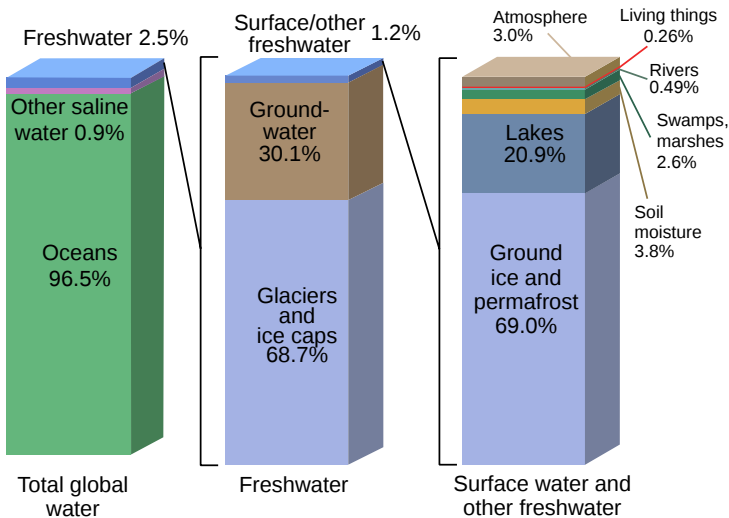 Freshwater 2.5%
Other saline
water 0.9%
Oceans
96.5%
Total global
water
Surface/other
freshwater
1.2%
Ground-
water
30.1%
Glaciers
and
ice caps
68.7%
Freshwater
Atmosphere
3.0%
Living things
0.26%
Rivers
0.49%
Swamps,
marshes
2.6%
Soil
moisture
3.8%
Lakes
20.9%
Ground
ice and
permafrost
69.0%
Surface water and
other freshwater